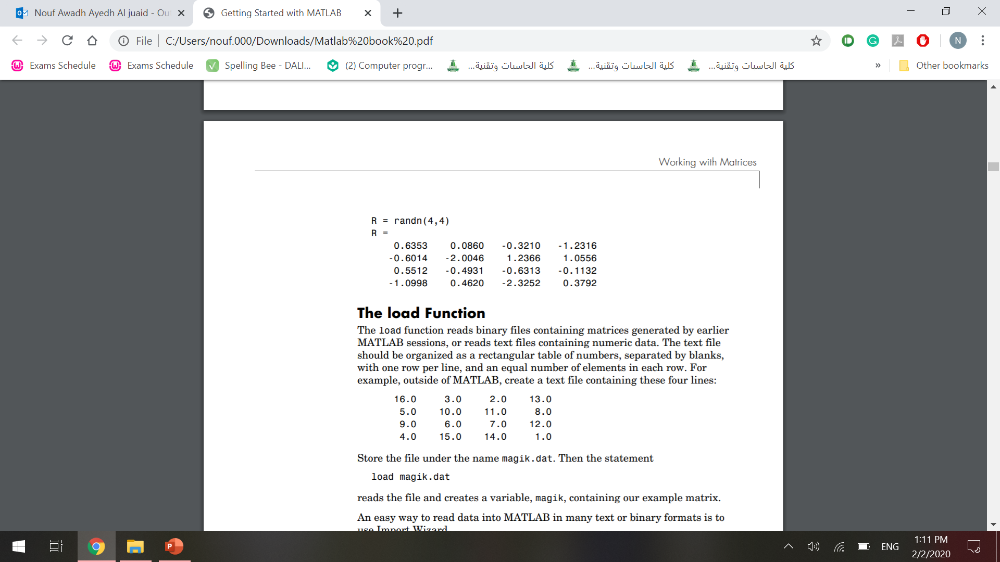 Nouf Awadh Ayedh Al juaid - Ou
Getting Started with MATLAB
File
C:/Users/nouf.000/Downloads/Matlab%20book%20.pdf
N
Exams Schedule
Exams Schedule
Spelling Bee - DALI...
(2) Computer progr...
كلية الحاسبات وتقنية...
كلية الحاسبات وتقنية...
كلية الحاسبات وتقنية...
»
Other bookmarks
Working with Matrices
R = randn(4,4)
R =
0.6353 0.0860 -0.3210 -1.2316
-0.6014 -2.0046 1.2366 1.0556
0.5512 -0.4931 -0.6313 -0.1132
-1.0998 0.4620 -2.3252 0.3792
The load Function
The load function reads binary files containing matrices generated by earlier
MATLAB sessions, or reads text files containing numeric data. The text file
should be organized as a rectangular table of numbers, separated by blanks,
with one row per line, and an equal number of elements in each row. For
example, outside of MATLAB, create a text file containing these four lines:
16.0 3.0 2.0 13.0
5.0 10.0 11.0 8.0
9.0 6.0 7.0 12.0
4.0 15.0 14.0 1.0
Store the file under the name magik.dat. Then the statement
load magik.dat
reads the file and creates a variable, magik, containing our example matrix.
An easy way to read data into MATLAB in many text or binary formats is to
use Import Wizard.
ENG
1:11 PM
2/2/2020